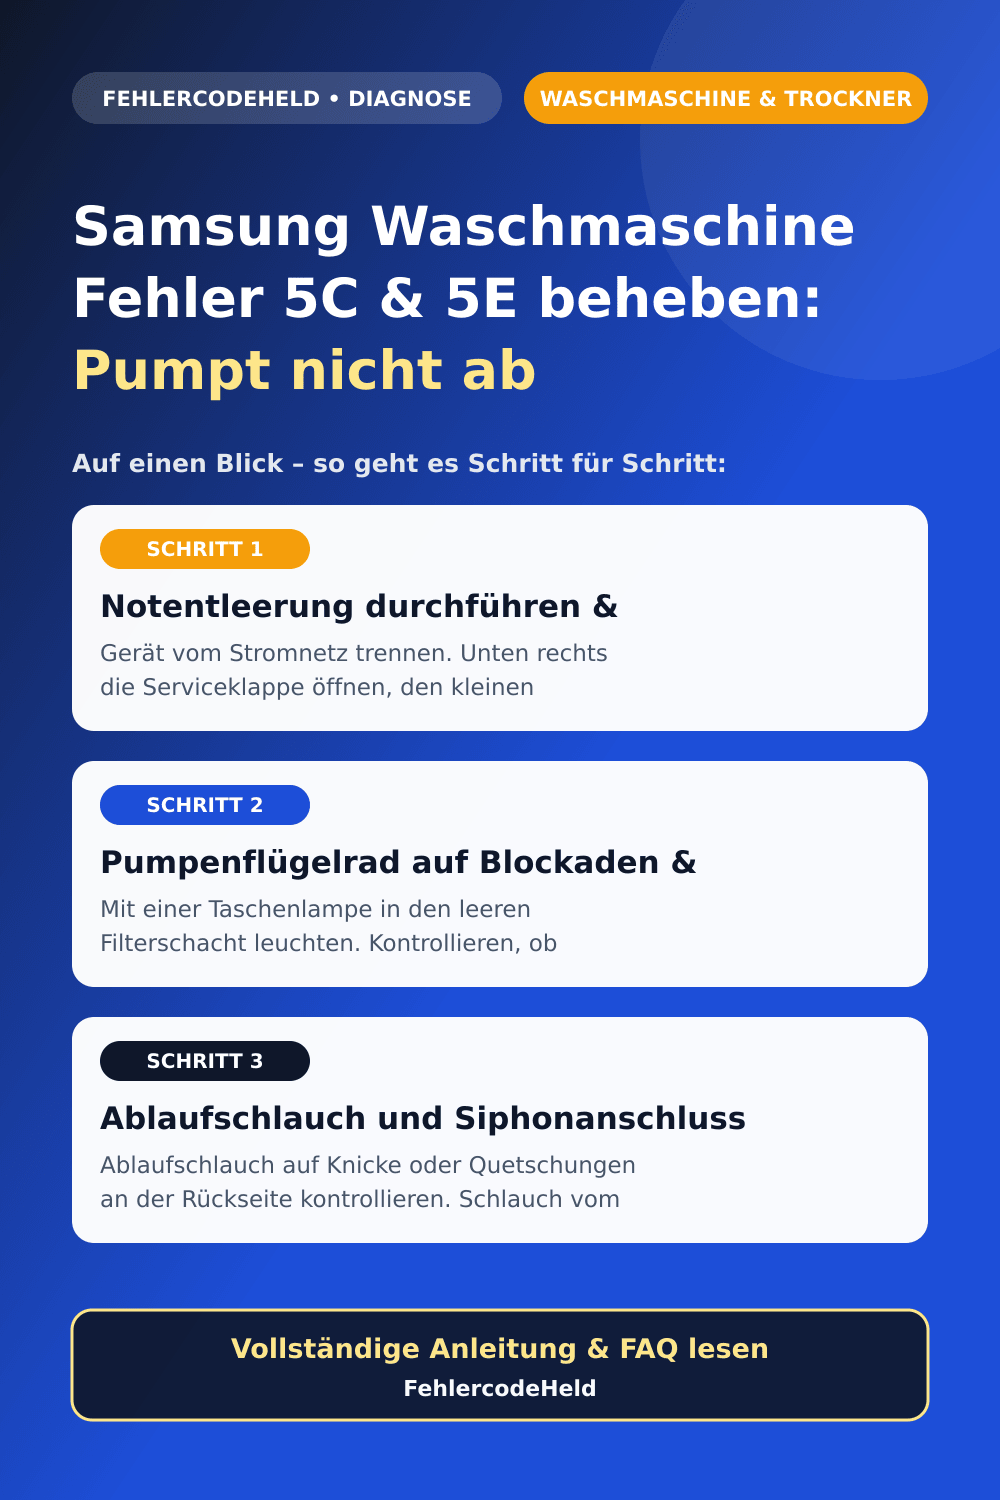 FEHLERCODEHELD • DIAGNOSE
WASCHMASCHINE & TROCKNER
Samsung Waschmaschine
Fehler 5C & 5E beheben:
Pumpt nicht ab
Auf einen Blick – so geht es Schritt für Schritt:
SCHRITT 1
Notentleerung durchführen &
Gerät vom Stromnetz trennen. Unten rechts
die Serviceklappe öffnen, den kleinen
SCHRITT 2
Pumpenflügelrad auf Blockaden &
Mit einer Taschenlampe in den leeren
Filterschacht leuchten. Kontrollieren, ob
SCHRITT 3
Ablaufschlauch und Siphonanschluss
Ablaufschlauch auf Knicke oder Quetschungen
an der Rückseite kontrollieren. Schlauch vom
Vollständige Anleitung & FAQ lesen
FehlercodeHeld